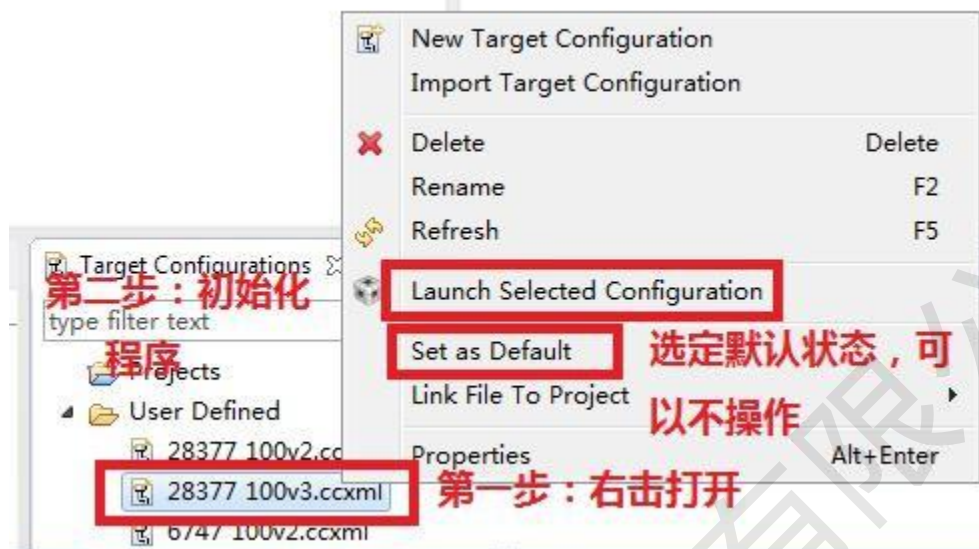 New Target Configuration
Import Target Configuration
Delete Delete
Rename F2
Refresh F5
Launch Selected Configuration
Set as Default
Link File To Project
Properties Alt+Enter
选定默认状态，可
以不操作
Target Configurations
第二步：初始化
程序
type filter text
Projects
User Defined
28377 100v2.cc
28377 100v3.ccxml
第一步：右击打开
6747 100v2.ccxml
有限